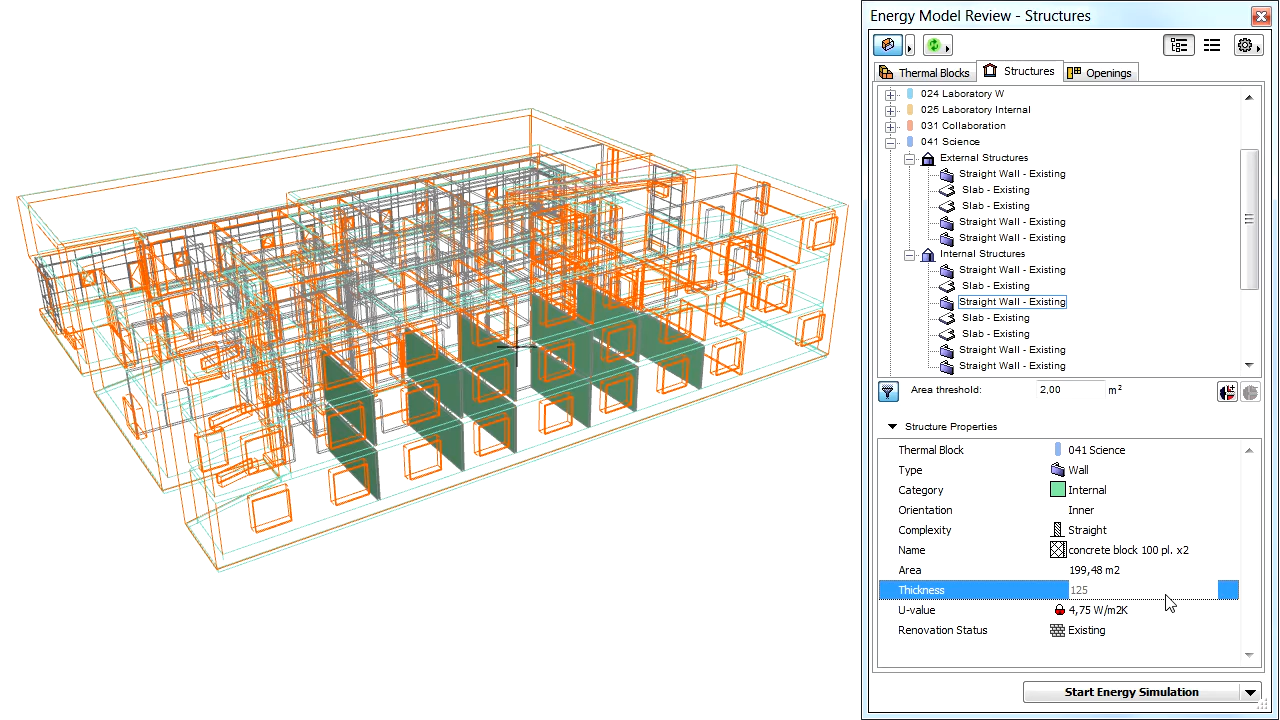 Energy Model Review - Structures
Thermal Blocks
Structures
Openings
024 Laboratory W
025 Laboratory Internal
031 Collaboration
041 Science
External Structures
Straight Wall - Existing
Slab - Existing
Slab - Existing
Straight Wall - Existing
Straight Wall - Existing
Internal Structures
Straight Wall - Existing
Slab - Existing
Straight Wall - Existing
Slab - Existing
Slab - Existing
Straight Wall - Existing
Straight Wall - Existing
Area threshold: 2,00 m²
Structure Properties
Thermal Block 041 Science
Type Wall
Category Internal
Orientation Inner
Complexity Straight
Name concrete block 100 pl. x2
Area 199,48 m2
Thickness 125
U-value 4,75 W/m2K
Renovation Status Existing
Start Energy Simulation